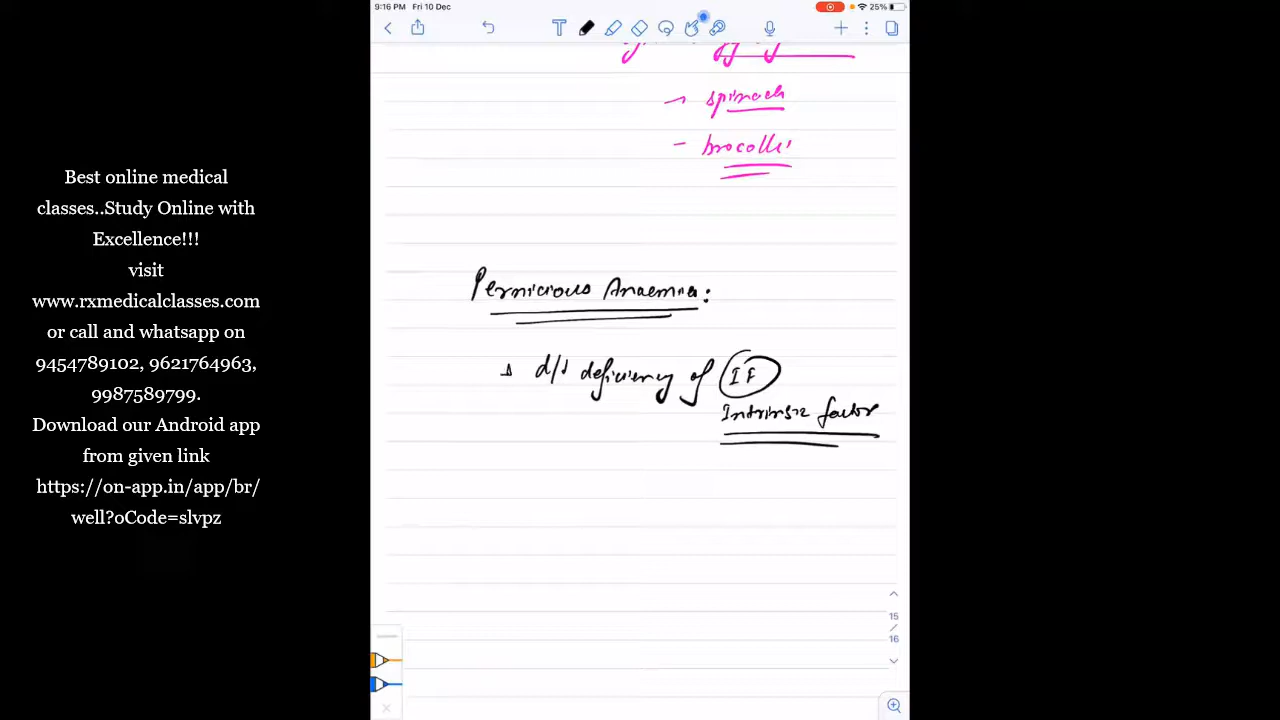 9:16 PM Fri 10 Dec
25%
→ spinach
- brocolli
Best online medical
classes..Study Online with
Excellence!!!
visit
www.rxmedicalclasses.com
or call and whatsapp on
9454789102, 9621764963,
9987589799.
Download our Android app
from given link
https://on-app.in/app/br/
well?oCode=slvpz
Pernicious Anaemia:
d/t deficiency of IF
Intrinsic factor
15
/
16